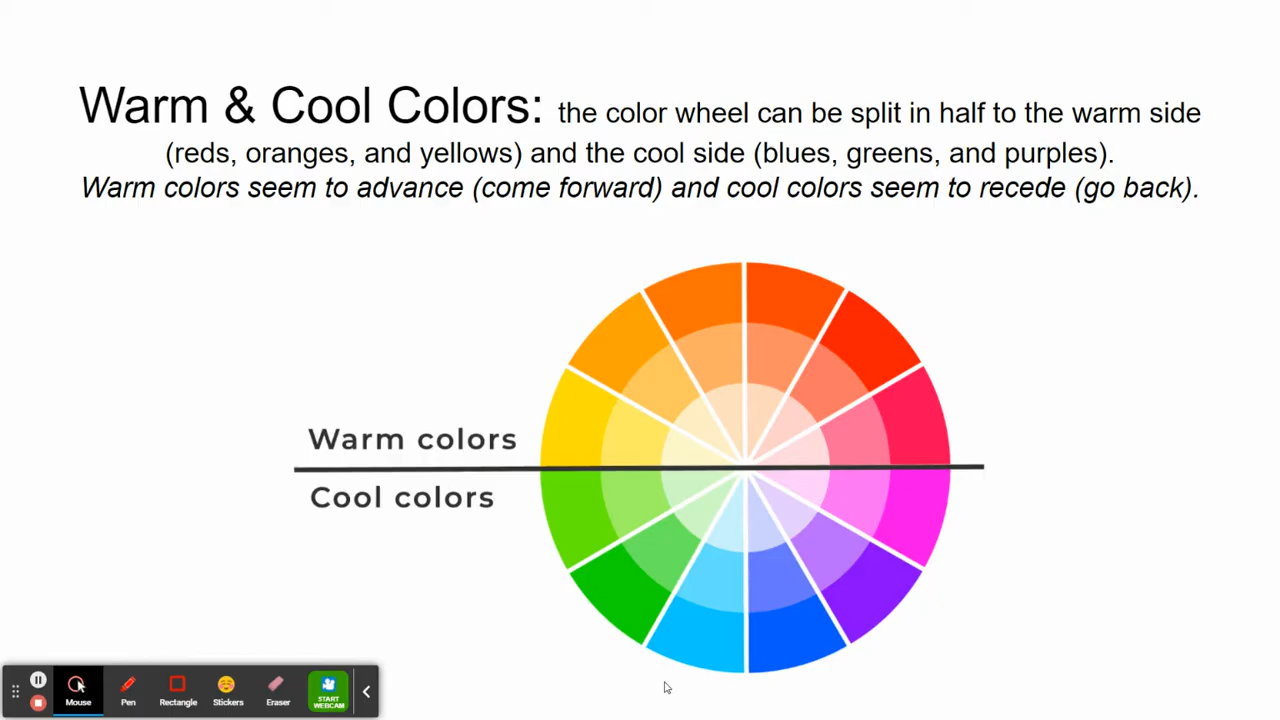 Warm & Cool Colors: the color wheel can be split in half to the warm side
(reds, oranges, and yellows) and the cool side (blues, greens, and purples).
Warm colors seem to advance (come forward) and cool colors seem to recede (go back).
Warm colors
Cool colors
Mouse
Pen
Rectangle
Stickers
Eraser
START
WEBCAM